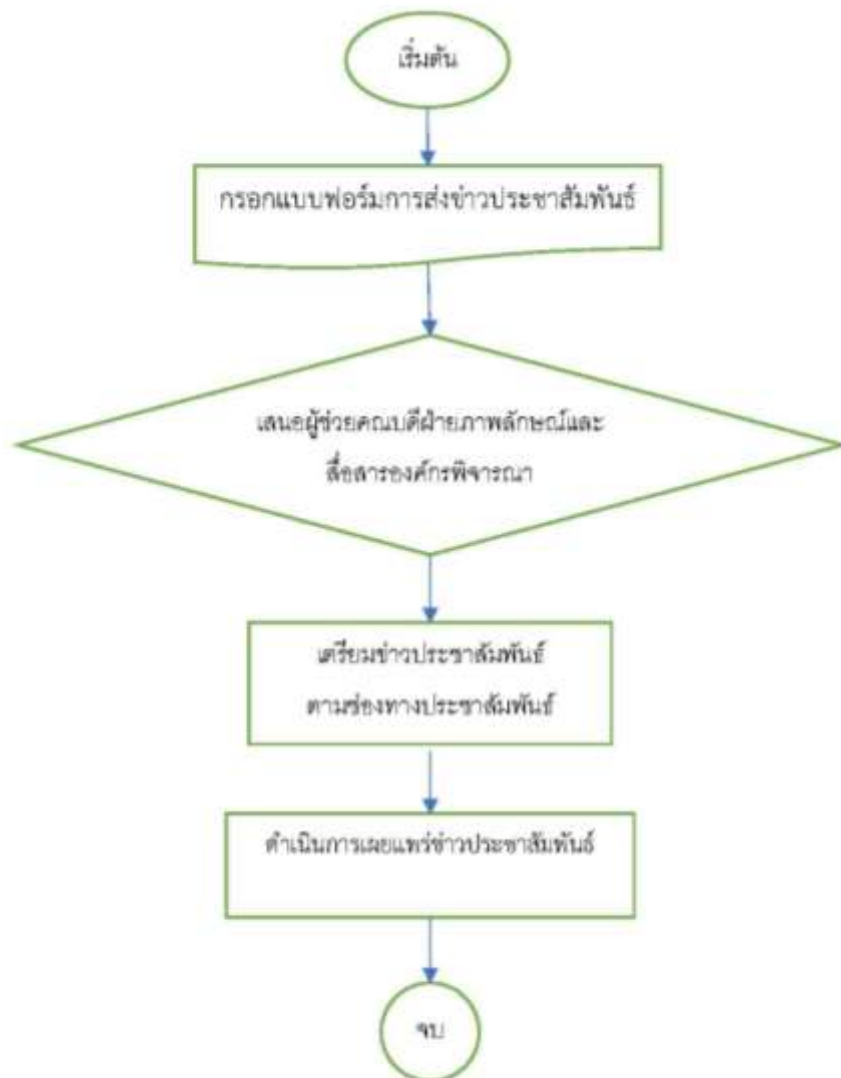 เริ่มต้น
กรอกแบบฟอร์มการส่งข่าวประชาสัมพันธ์
เสนอผู้ช่วยคณบดีฝ่ายภาพลักษณ์และ
สื่อสารองค์กรพิจารณา
เตรียมข่าวประชาสัมพันธ์
ตามช่องทางประชาสัมพันธ์
ดำเนินการเผยแพร่ข่าวประชาสัมพันธ์
จบ